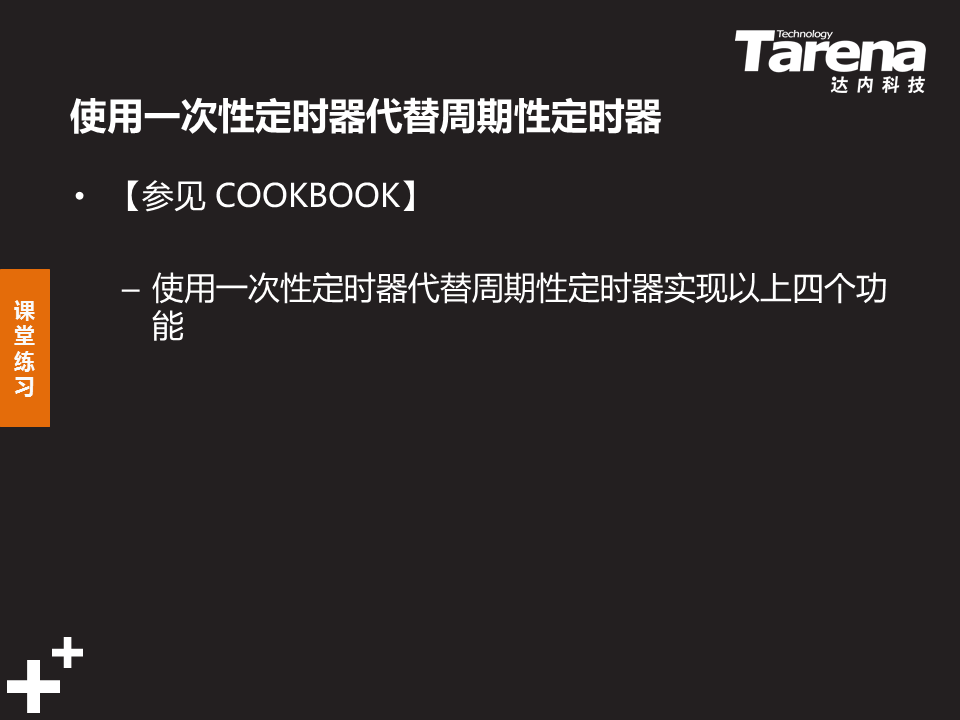 Technology
Tarena
达内科技
使用一次性定时器代替周期性定时器
• 【参见 COOKBOOK】
– 使用一次性定时器代替周期性定时器实现以上四个功
能
课
堂
练
习